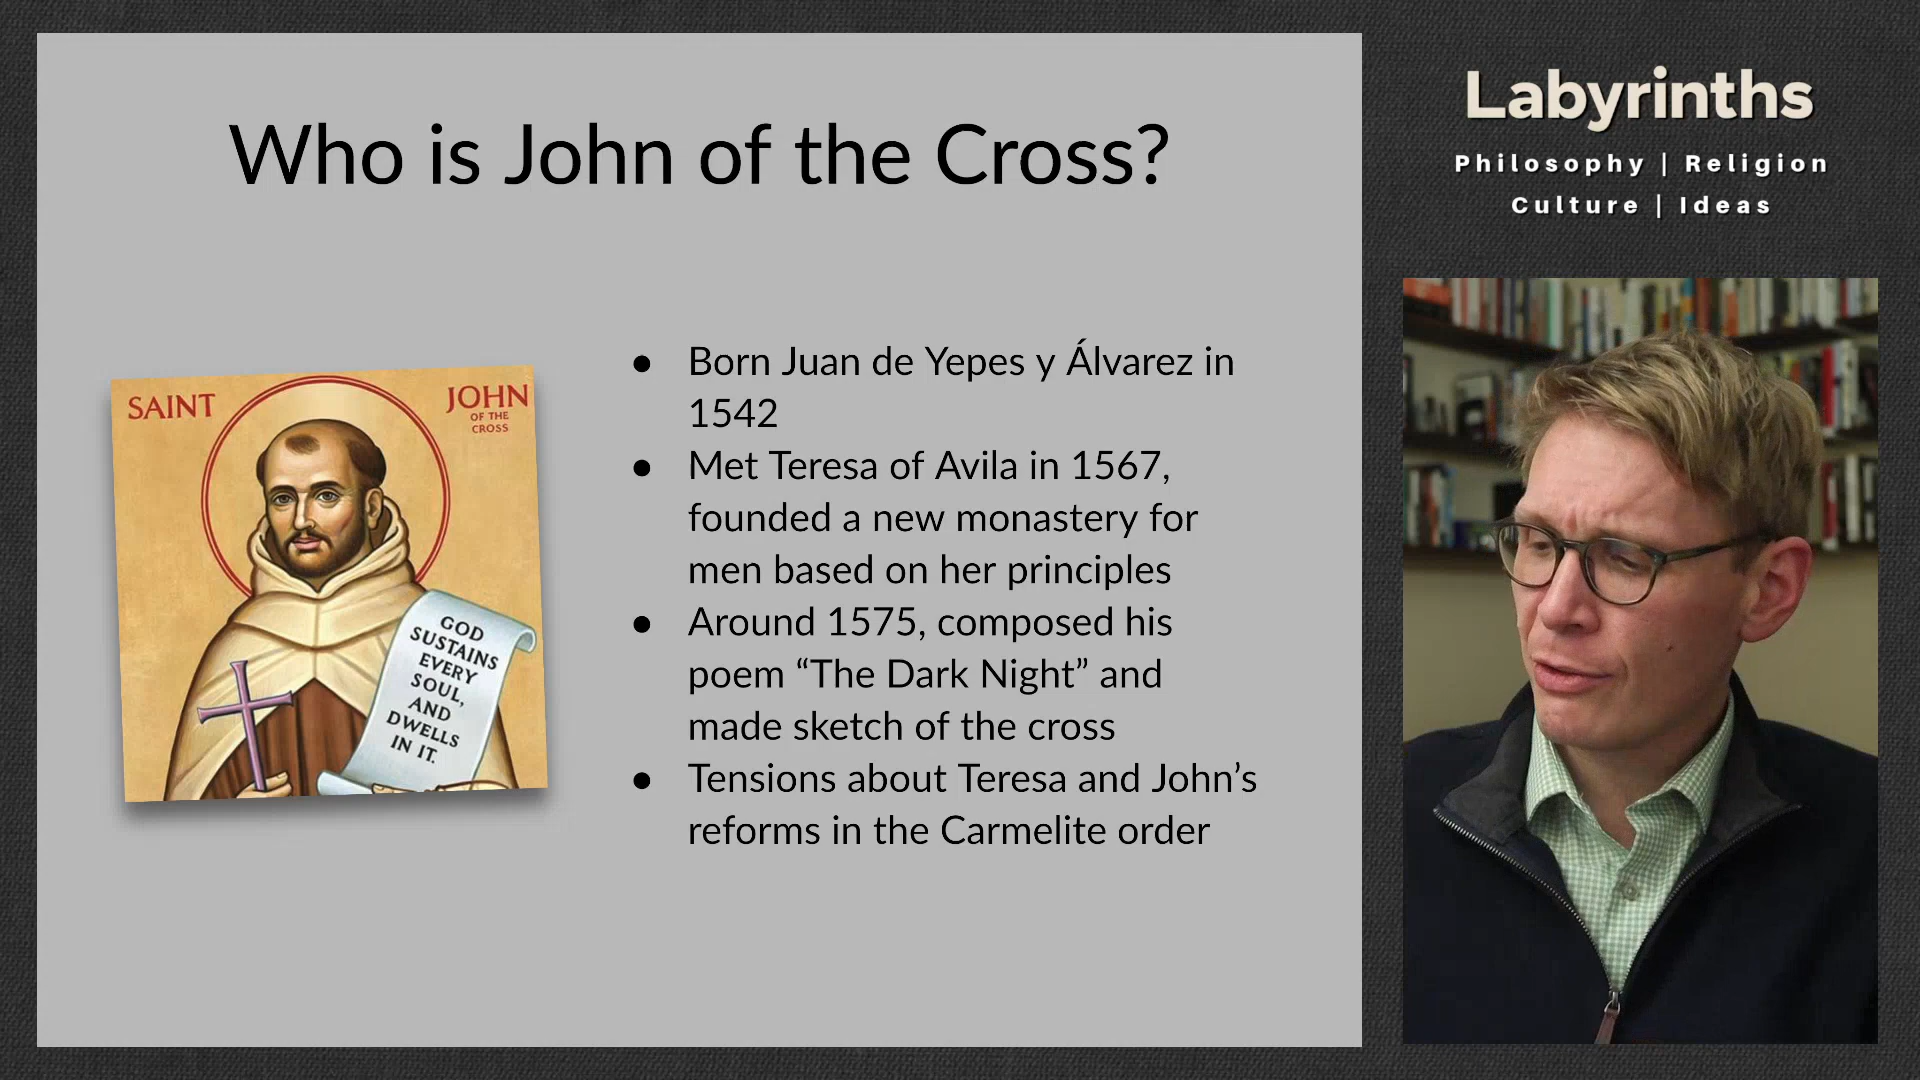 Who is John of the Cross?
SAINT
JOHN
OF THE
CROSS
GOD
SUSTAINS
EVERY
SOUL,
AND
DWELLS
IN IT.
● Born Juan de Yepes y Álvarez in
1542
● Met Teresa of Avila in 1567,
founded a new monastery for
men based on her principles
● Around 1575, composed his
poem “The Dark Night” and
made sketch of the cross
● Tensions about Teresa and John’s
reforms in the Carmelite order
Labyrinths
Philosophy | Religion
Culture | Ideas